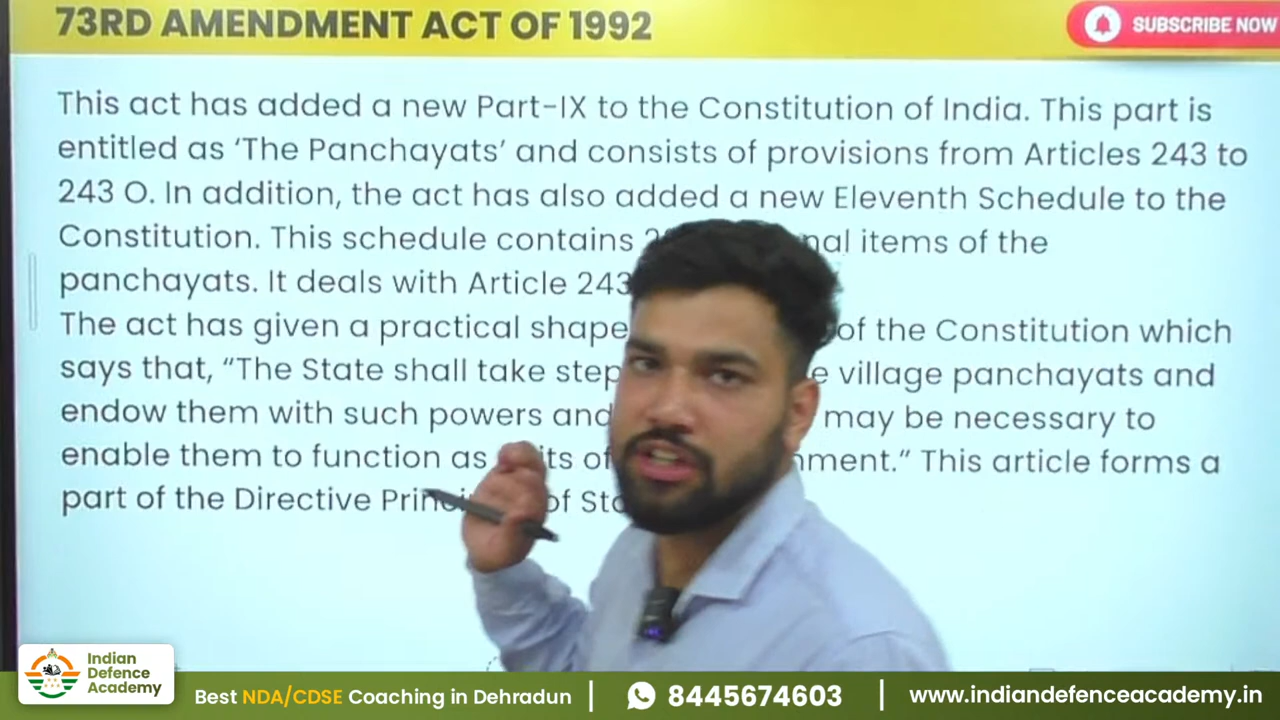 73RD AMENDMENT ACT OF 1992
SUBSCRIBE NOW
This act has added a new Part-IX to the Constitution of India. This part is
entitled as ‘The Panchayats’ and consists of provisions from Articles 243 to
243 O. In addition, the act has also added a new Eleventh Schedule to the
Constitution. This schedule contains items of the
panchayats. It deals with Article 243
The act has given a practical shape of the Constitution which
says that, “The State shall take village panchayats and
endow them with such powers and may be necessary to
enable them to function as of This article forms a
part of the Directive of
Indian
Defence
Academy
Best NDA/CDSE Coaching in Dehradun | 8445674603 | www.indiandefenceacademy.in